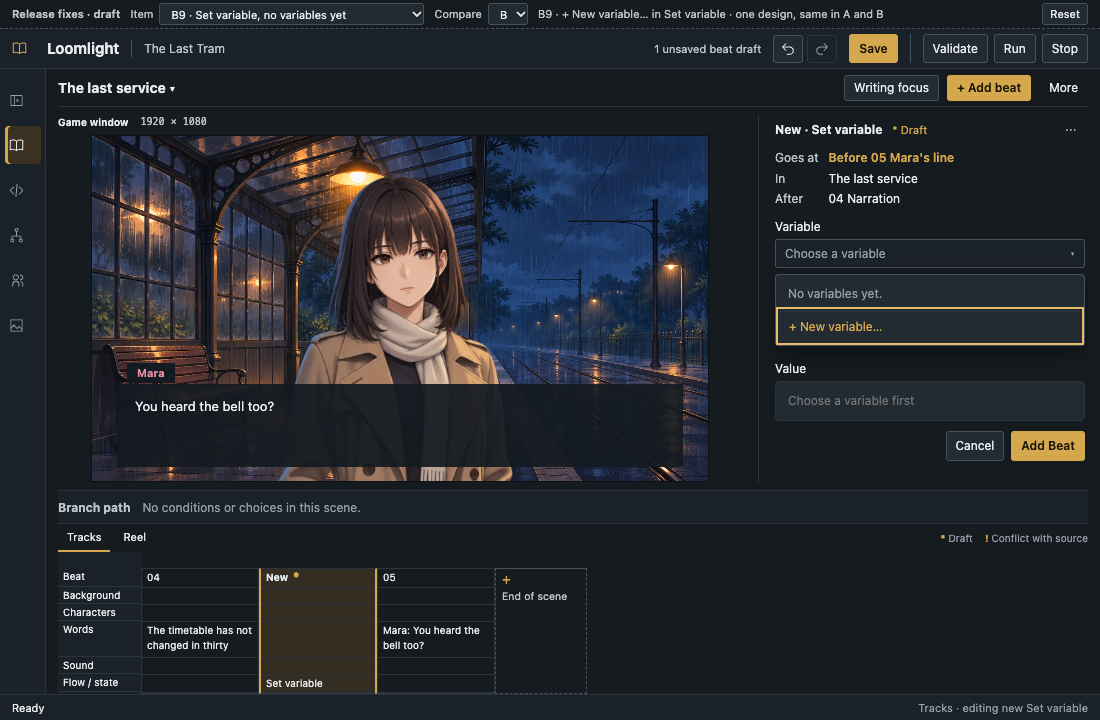 Release fixes · draft Item B9 · Set variable, no variables yet Compare B B9 · + New variable... in Set variable · one design, same in A and B Reset
Loomlight The Last Tram 1 unsaved beat draft Save Validate Run Stop
The last service ▾ Writing focus + Add beat More
Game window 1920 × 1080
New · Set variable * Draft ···
Goes at Before 05 Mara's line
In The last service
After 04 Narration
Variable
Choose a variable
No variables yet.
+ New variable...
Value
Choose a variable first
Cancel Add Beat
Mara
You heard the bell too?
Branch path No conditions or choices in this scene.
Tracks Reel * Draft ! Conflict with source
Beat 04 New 05 +
Background End of scene
Characters
Words The timetable has not changed in thirty Mara: You heard the bell too?
Sound
Flow / state Set variable
Ready Tracks · editing new Set variable